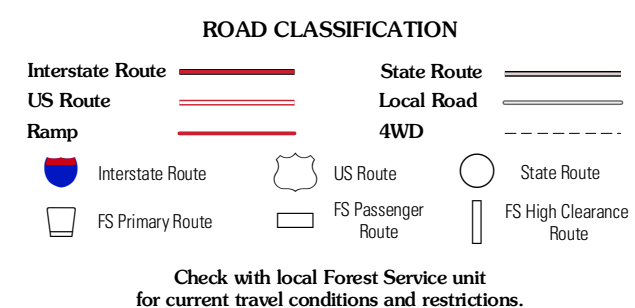 ROAD CLASSIFICATION
Interstate Route
State Route
US Route
Local Road
Ramp
4WD
Interstate Route
US Route
State Route
FS Primary Route
FS Passenger
Route
FS High Clearance
Route
Check with local Forest Service unit
for current travel conditions and restrictions.